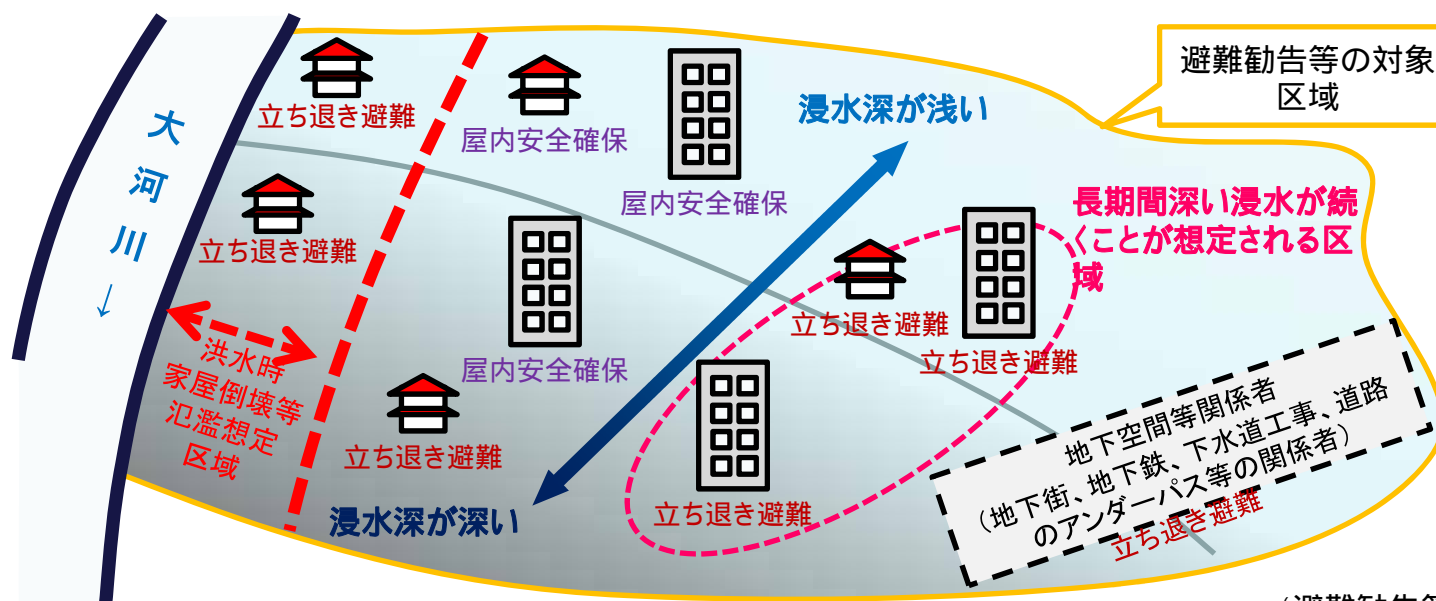 避難勧告等の対象
区域
大
河
川
↓
立ち退き避難
屋内安全確保
浸水深が浅い
屋内安全確保
立ち退き避難
長期間深い浸水が続
くことが想定される区
域
屋内安全確保
立ち退き避難
立ち退き避難
洪水時
家屋倒壊等
氾濫想定
区域
立ち退き避難
立ち退き避難
浸水深が深い
地下空間等関係者
（地下街、地下鉄、下水道工事、道路
のアンダーパス等の関係者）
立ち退き避難